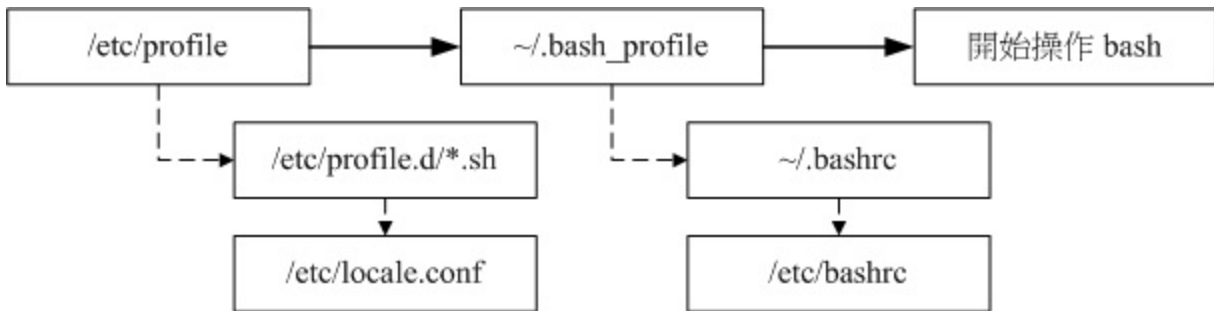 /etc/profile
~/.bash_profile
開始操作 bash
/etc/profile.d/*.sh
~/.bashrc
/etc/locale.conf
/etc/bashrc